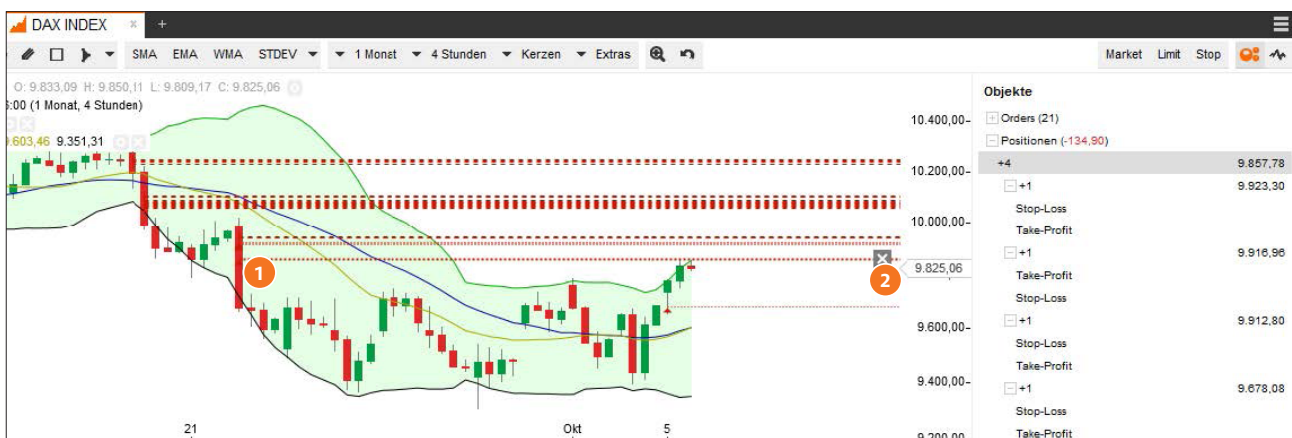 DAX INDEX × +
SMA EMA WMA STDEV 1 Monat 4 Stunden Kerzen Extras Market Limit Stop
O: 9.833,09 H: 9.850,11 L: 9.809,17 C: 9.825,06
6:00 (1 Monat, 4 Stunden)
9.603,46 9.351,31
10.400,00
10.200,00
10.000,00
9.825,06
9.600,00
9.400,00
9.200,00
1
2
21 Okt 5
Objekte
Orders (21)
Positionen (-134,90)
+4 9.857,78
+1 9.923,30
Stop-Loss
Take-Profit
+1 9.916,96
Take-Profit
Stop-Loss
+1 9.912,80
Stop-Loss
Take-Profit
+1 9.678,08
Stop-Loss
Take-Profit